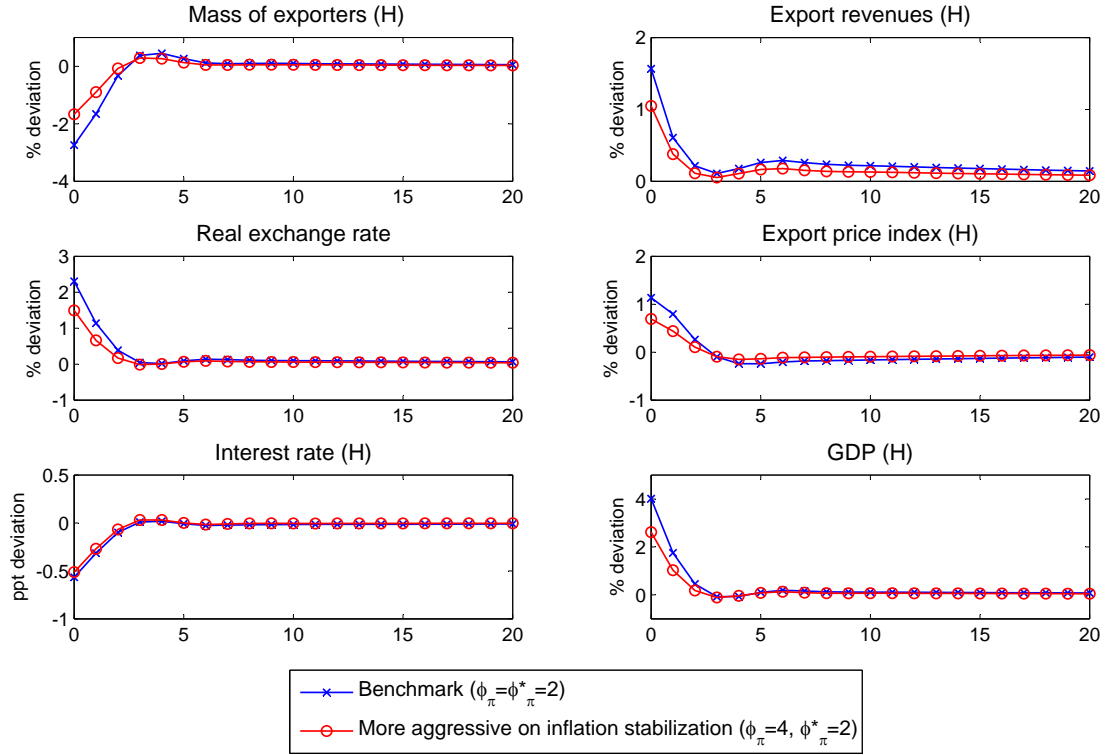 Mass of exporters (H)
% deviation
0
-2
-4
0 5 10 15 20
Export revenues (H)
% deviation
2
1
0
0 5 10 15 20
Real exchange rate
% deviation
3
2
1
0
-1
0 5 10 15 20
Export price index (H)
% deviation
2
1
0
-1
0 5 10 15 20
Interest rate (H)
ppt deviation
0.5
0
-0.5
-1
0 5 10 15 20
GDP (H)
% deviation
4
2
0
0 5 10 15 20
Benchmark (ϕ_π=ϕ*_π=2)
More aggressive on inflation stabilization (ϕ_π=4, ϕ*_π=2)